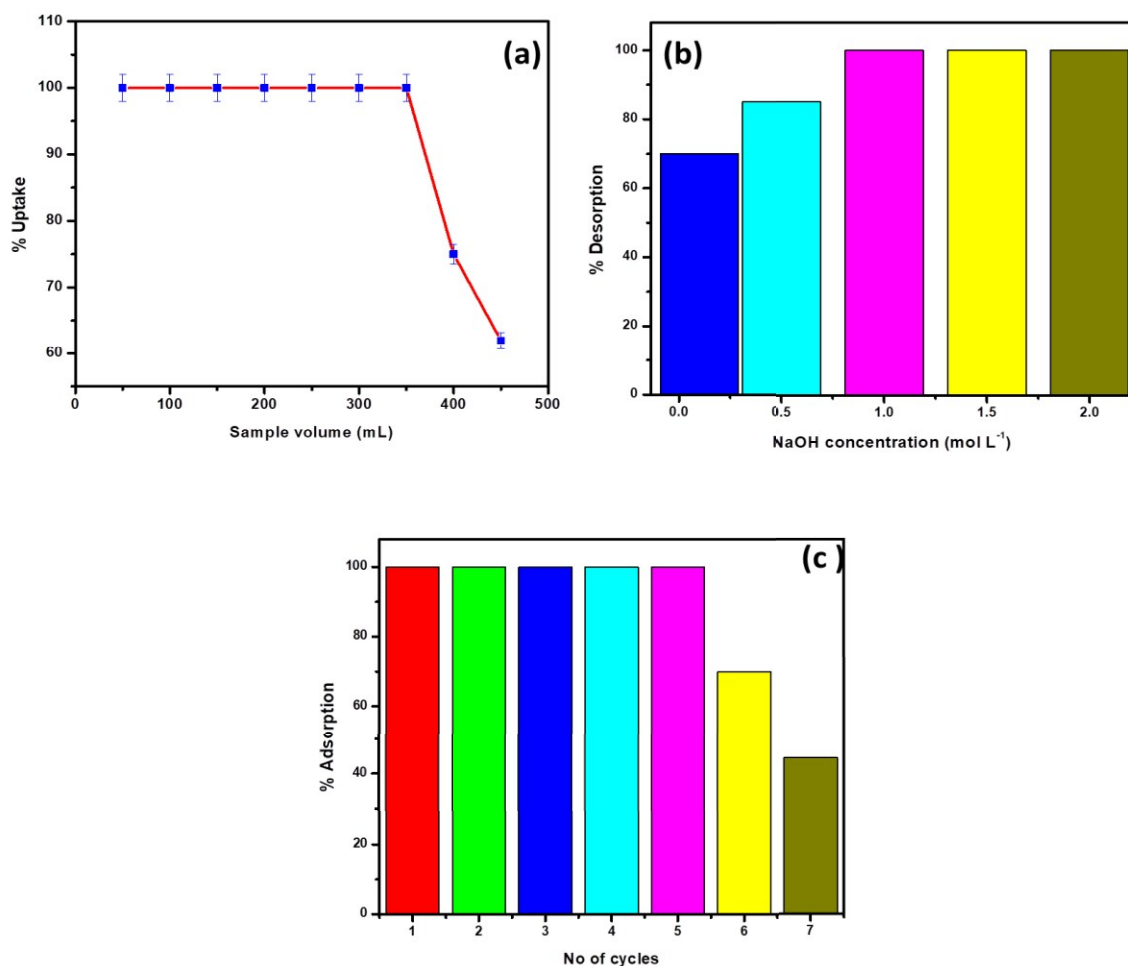 (a)
110
100
90
80
70
60
% Uptake
0 100 200 300 400 500
Sample volume (mL)
(b)
100
80
60
40
20
0
% Desorption
0.0 0.5 1.0 1.5 2.0
NaOH concentration (mol L⁻¹)
(c )
100
80
60
40
20
0
% Adsorption
1 2 3 4 5 6 7
No of cycles